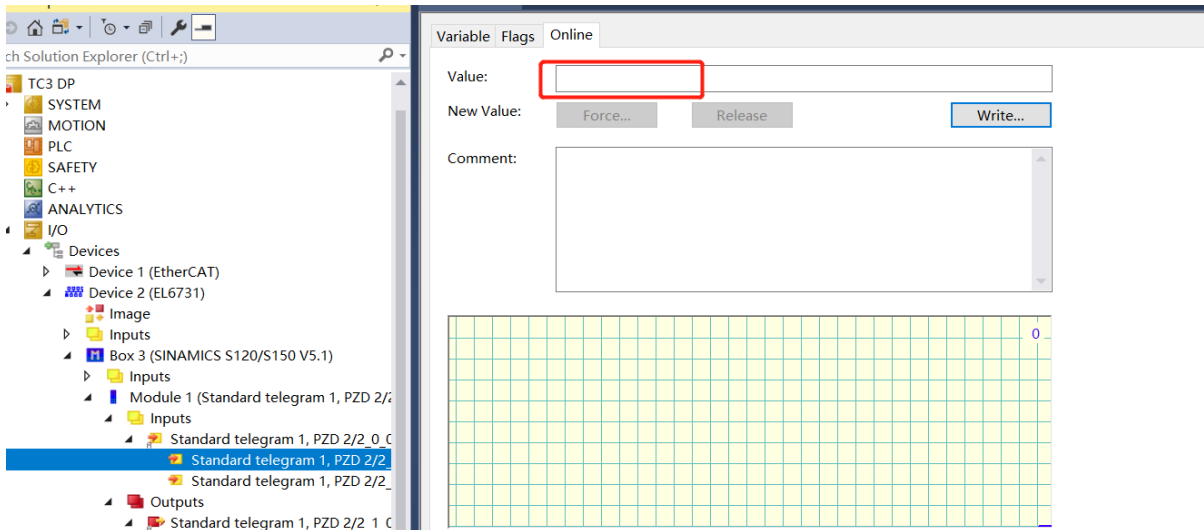 ch Solution Explorer (Ctrl+;)
TC3 DP
SYSTEM
MOTION
PLC
SAFETY
C++
ANALYTICS
I/O
Devices
Device 1 (EtherCAT)
Device 2 (EL6731)
Image
Inputs
Box 3 (SINAMICS S120/S150 V5.1)
Inputs
Module 1 (Standard telegram 1, PZD 2/2
Inputs
Standard telegram 1, PZD 2/2_0_0
Standard telegram 1, PZD 2/2_
Standard telegram 1, PZD 2/2_
Outputs
Standard telegram 1, PZD 2/2_1_0
Variable Flags Online
Value:
New Value: Force... Release Write...
Comment:
0